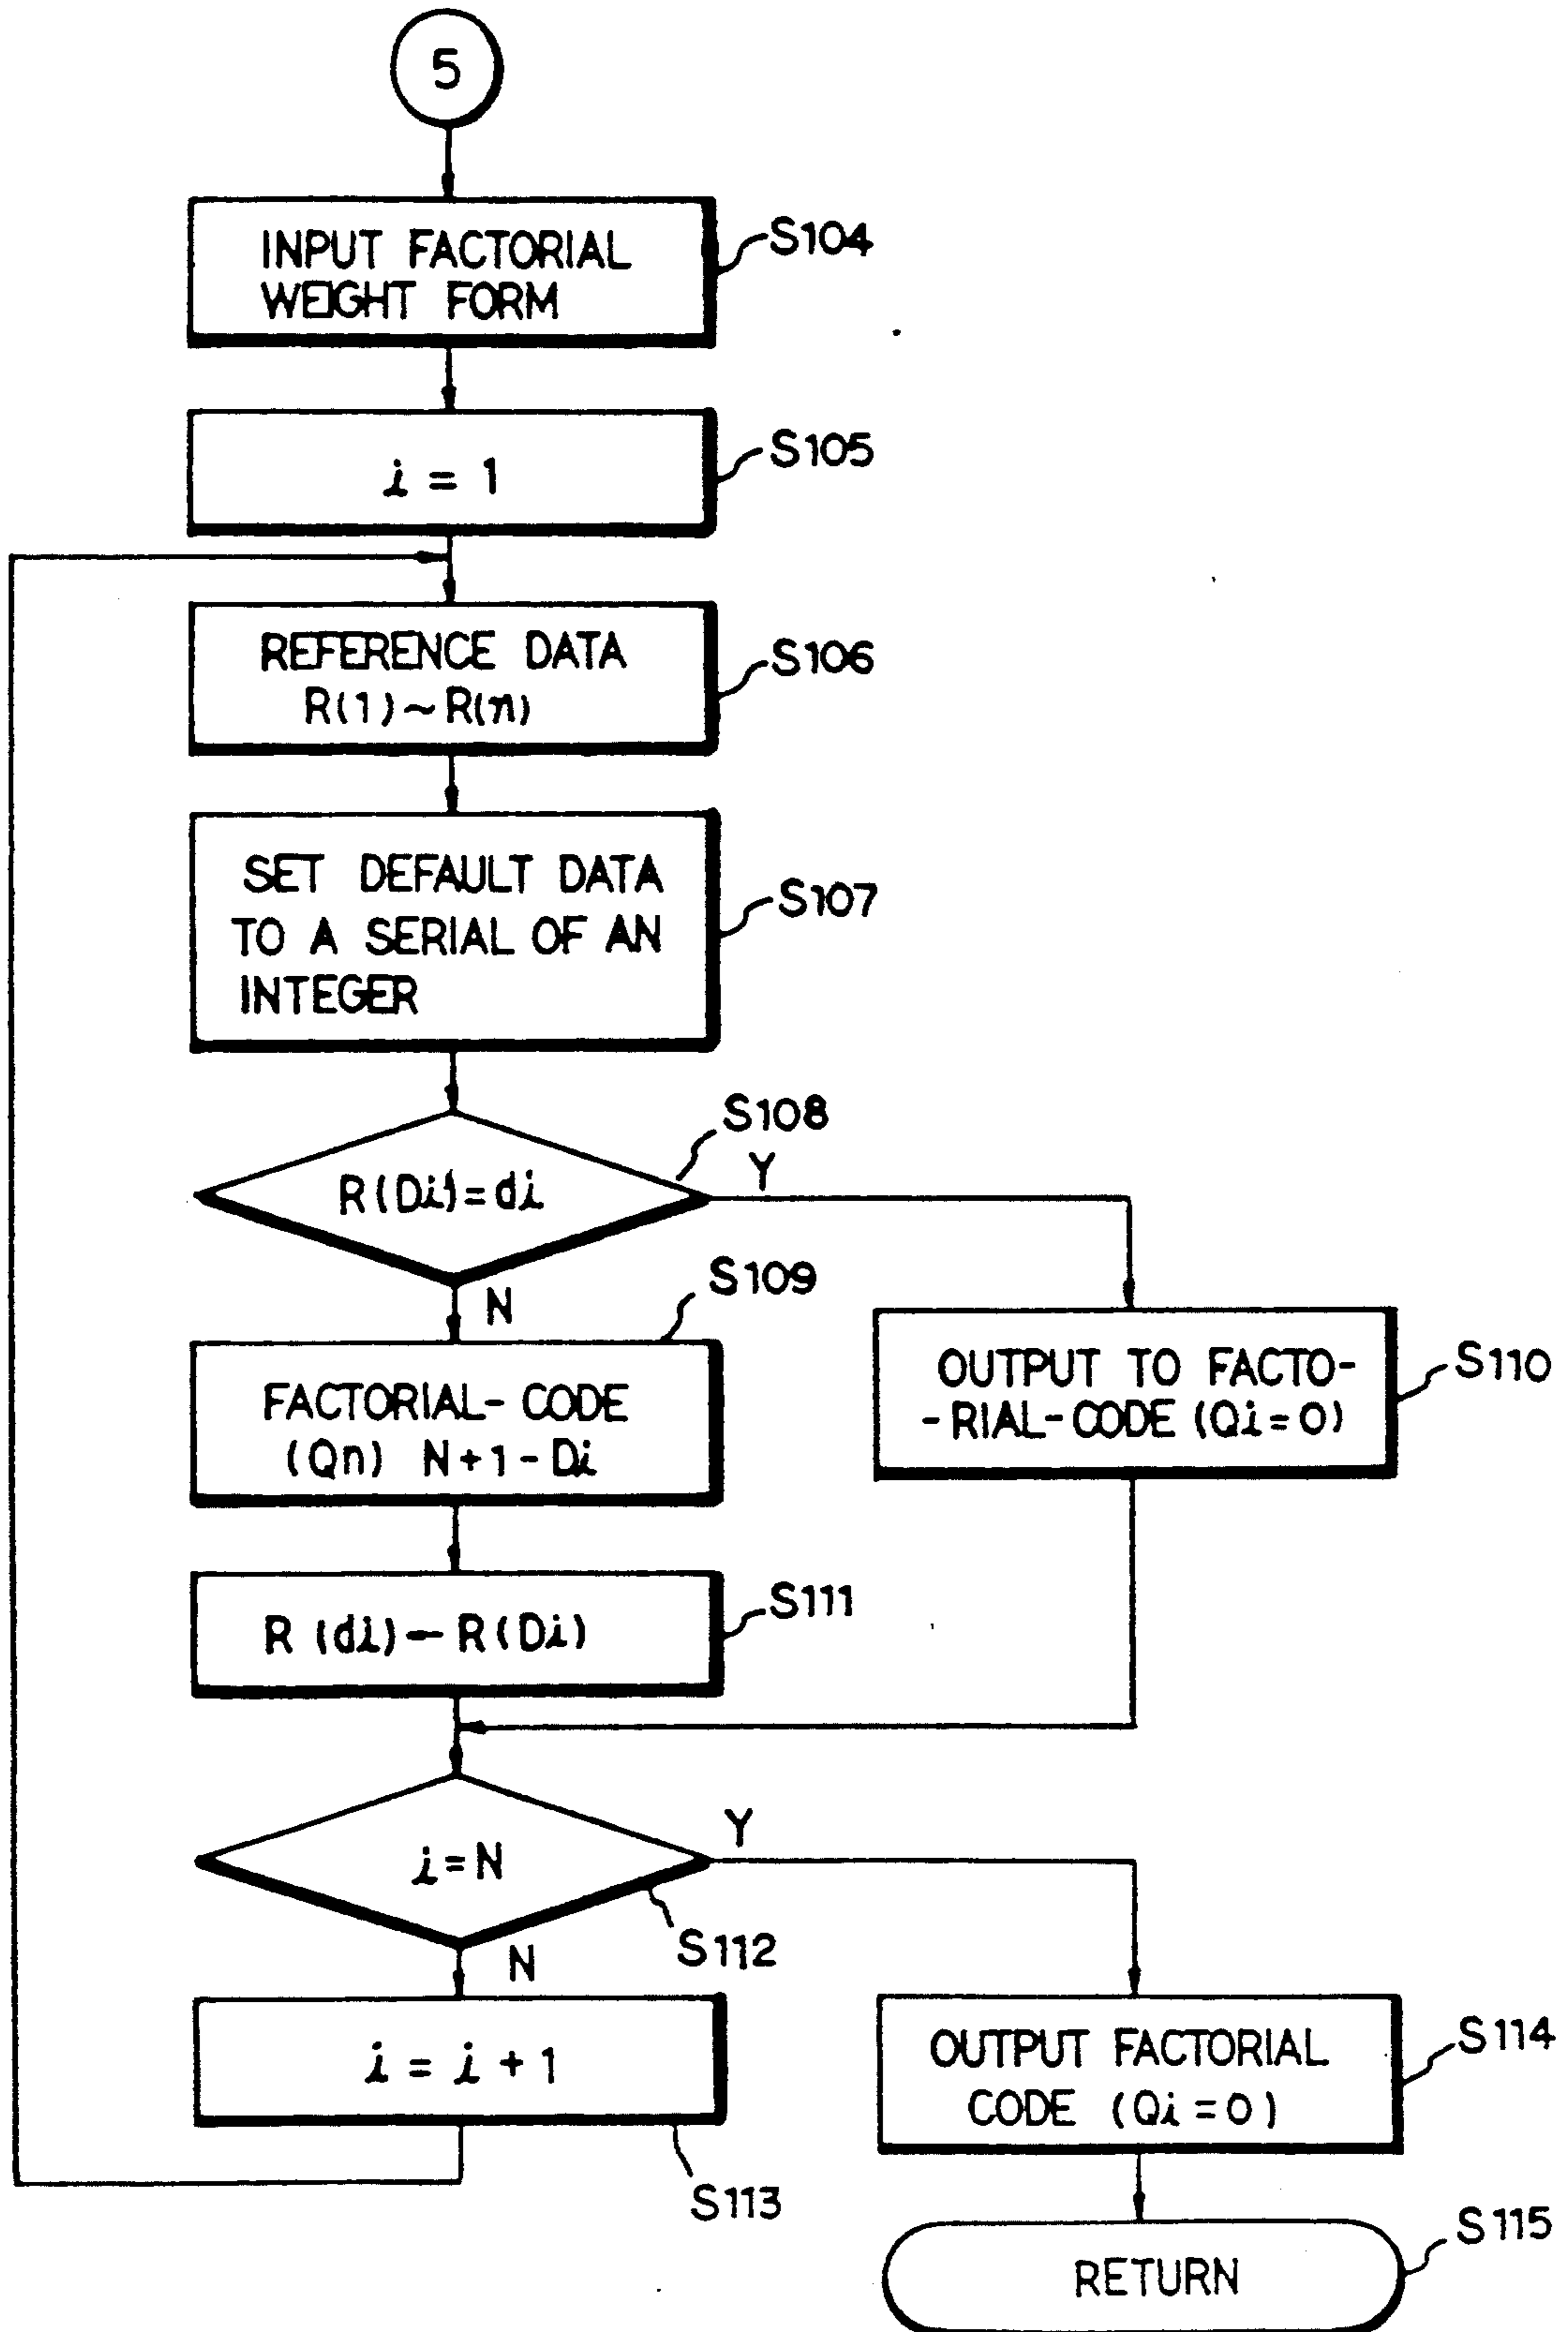 5
INPUT FACTORIAL
WEIGHT FORM
S104
i = 1
S105
REFERENCE DATA
R(1) ~ R(n)
S106
SET DEFAULT DATA
TO A SERIAL OF AN
INTEGER
S107
R(Di) = di
S108
Y
N
FACTORIAL- CODE
(Qn) N+1-Di
S109
OUTPUT TO FACTO-
-RIAL-CODE (Qi=0)
S110
R (di) — R(Di)
S111
i=N
Y
S112
N
i = i + 1
S113
OUTPUT FACTORIAL
CODE (Qi=0)
S114
RETURN
S115